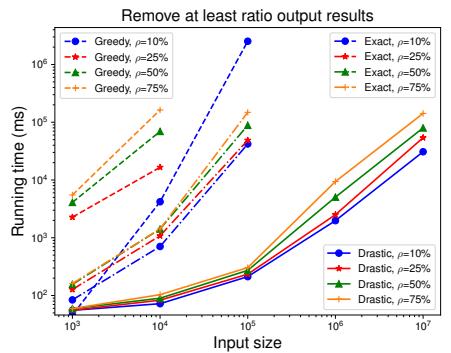 Remove at least ratio output results
Greedy, ρ=10%
Greedy, ρ=25%
Greedy, ρ=50%
Greedy, ρ=75%
Exact, ρ=10%
Exact, ρ=25%
Exact, ρ=50%
Exact, ρ=75%
Drastic, ρ=10%
Drastic, ρ=25%
Drastic, ρ=50%
Drastic, ρ=75%
Running time (ms)
10⁶
10⁵
10⁴
10³
10²
10³ 10⁴ 10⁵ 10⁶ 10⁷
Input size